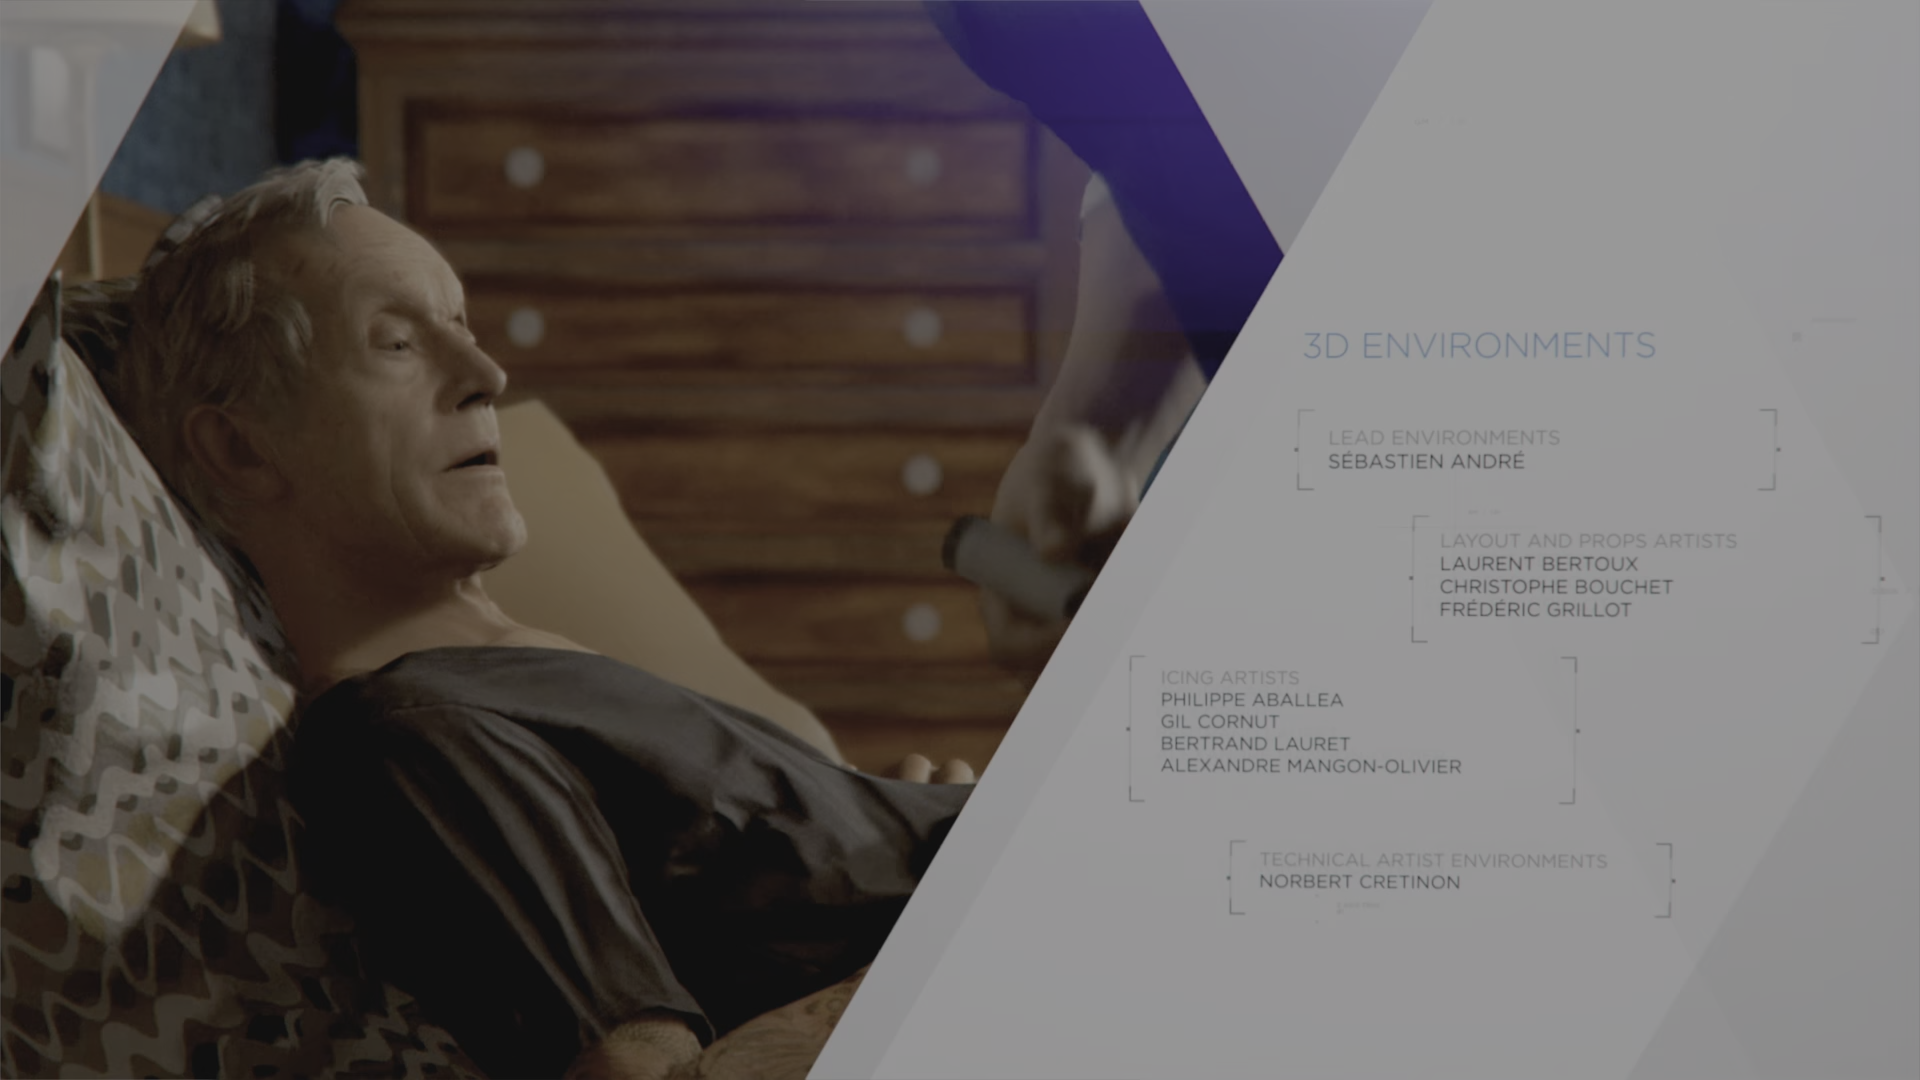 3D ENVIRONMENTS
LEAD ENVIRONMENTS
SÉBASTIEN ANDRÉ
LAYOUT AND PROPS ARTISTS
LAURENT BERTOUX
CHRISTOPHE BOUCHET
FRÉDÉRIC GRILLOT
ICING ARTISTS
PHILIPPE ABALLEA
GIL CORNUT
BERTRAND LAURET
ALEXANDRE MANGON-OLIVIER
TECHNICAL ARTIST ENVIRONMENTS
NORBERT CRETINON